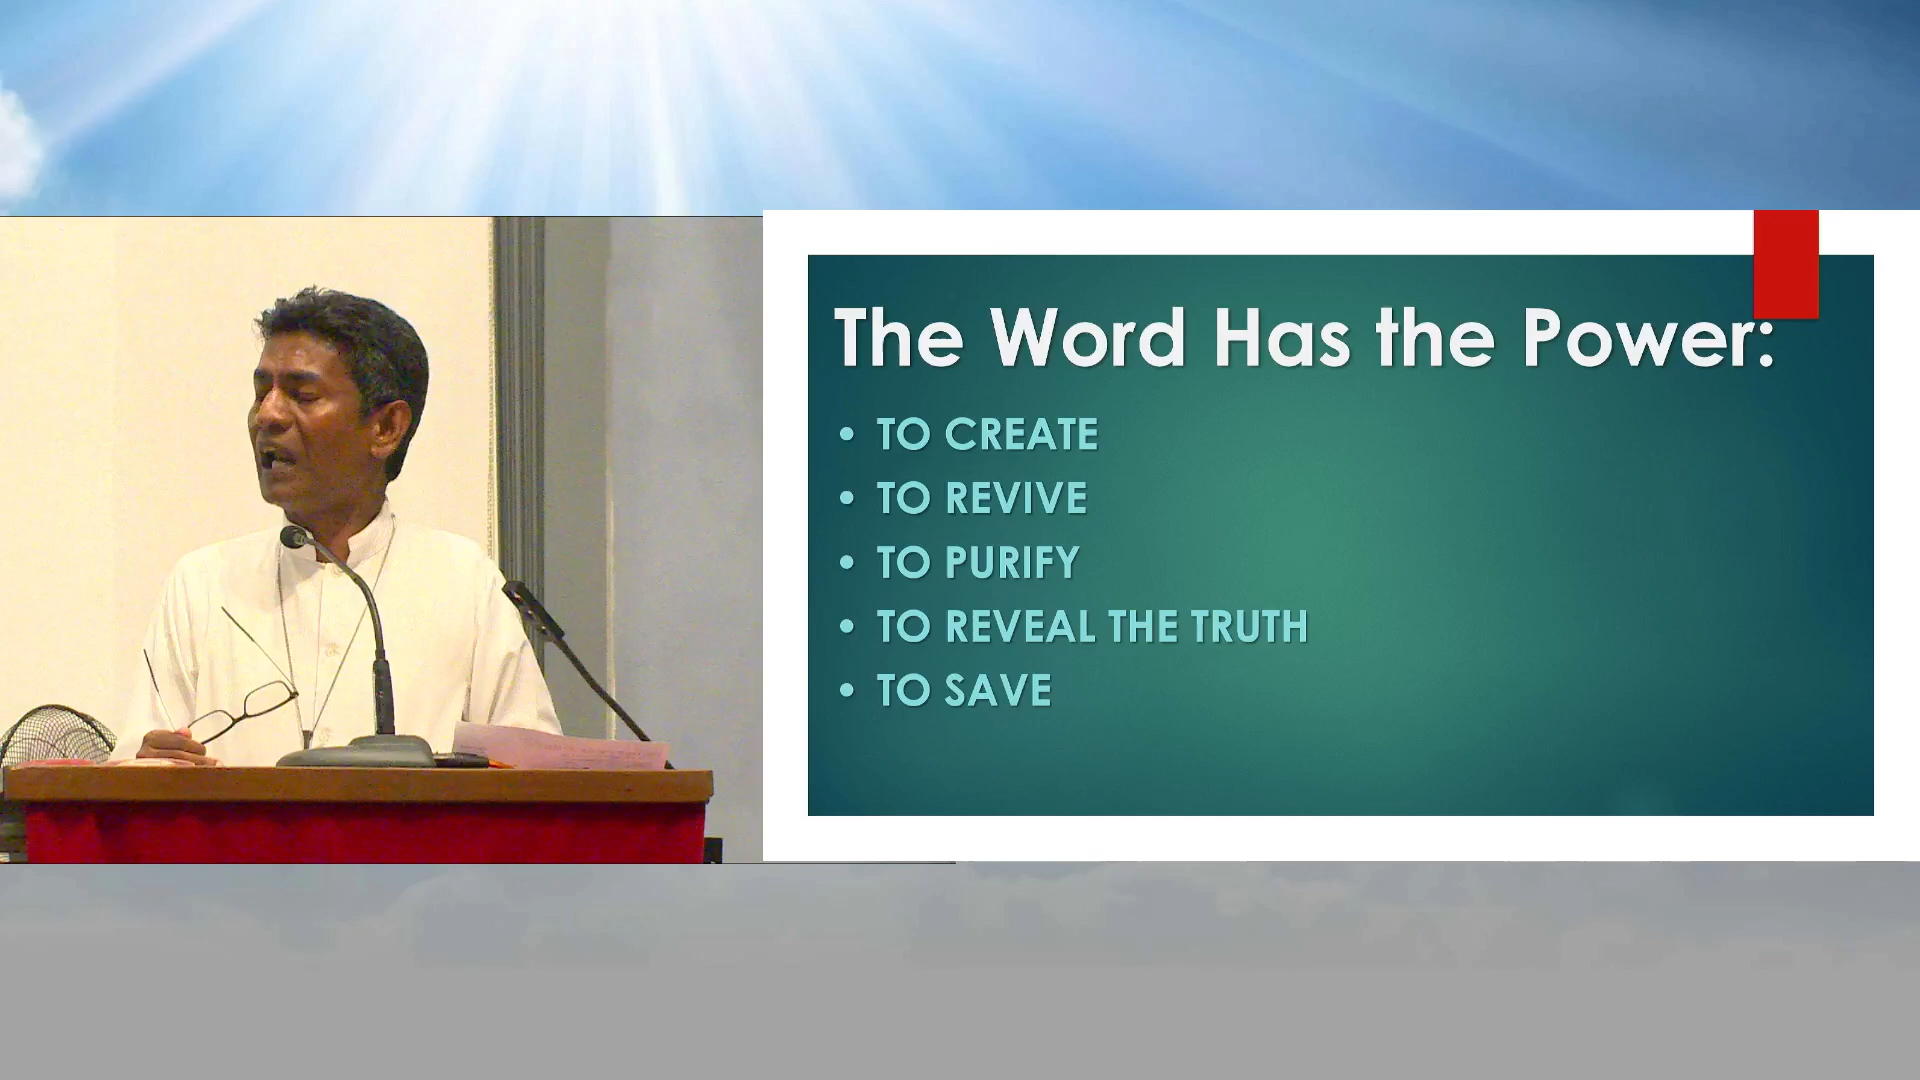 The Word Has the Power:
• TO CREATE
• TO REVIVE
• TO PURIFY
• TO REVEAL THE TRUTH
• TO SAVE